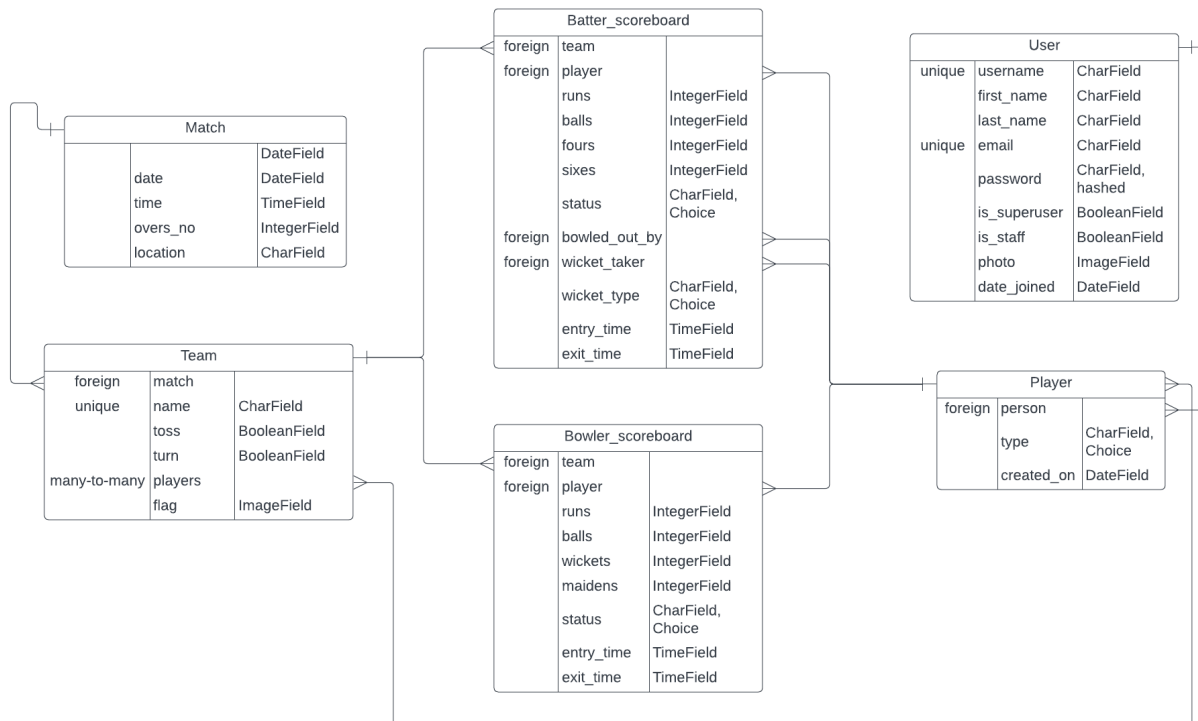 Batter_scoreboard
foreign team
foreign player
runs IntegerField
balls IntegerField
fours IntegerField
sixes IntegerField
status CharField,
Choice
foreign bowled_out_by
foreign wicket_taker
wicket_type CharField,
Choice
entry_time TimeField
exit_time TimeField
User
unique username CharField
first_name CharField
last_name CharField
unique email CharField
password CharField,
hashed
is_superuser BooleanField
is_staff BooleanField
photo ImageField
date_joined DateField
Match
DateField
date DateField
time TimeField
overs_no IntegerField
location CharField
Team
foreign match
unique name CharField
toss BooleanField
turn BooleanField
many-to-many players
flag ImageField
Bowler_scoreboard
foreign team
foreign player
runs IntegerField
balls IntegerField
wickets IntegerField
maidens IntegerField
status CharField,
Choice
entry_time TimeField
exit_time TimeField
Player
foreign person
type CharField,
Choice
created_on DateField